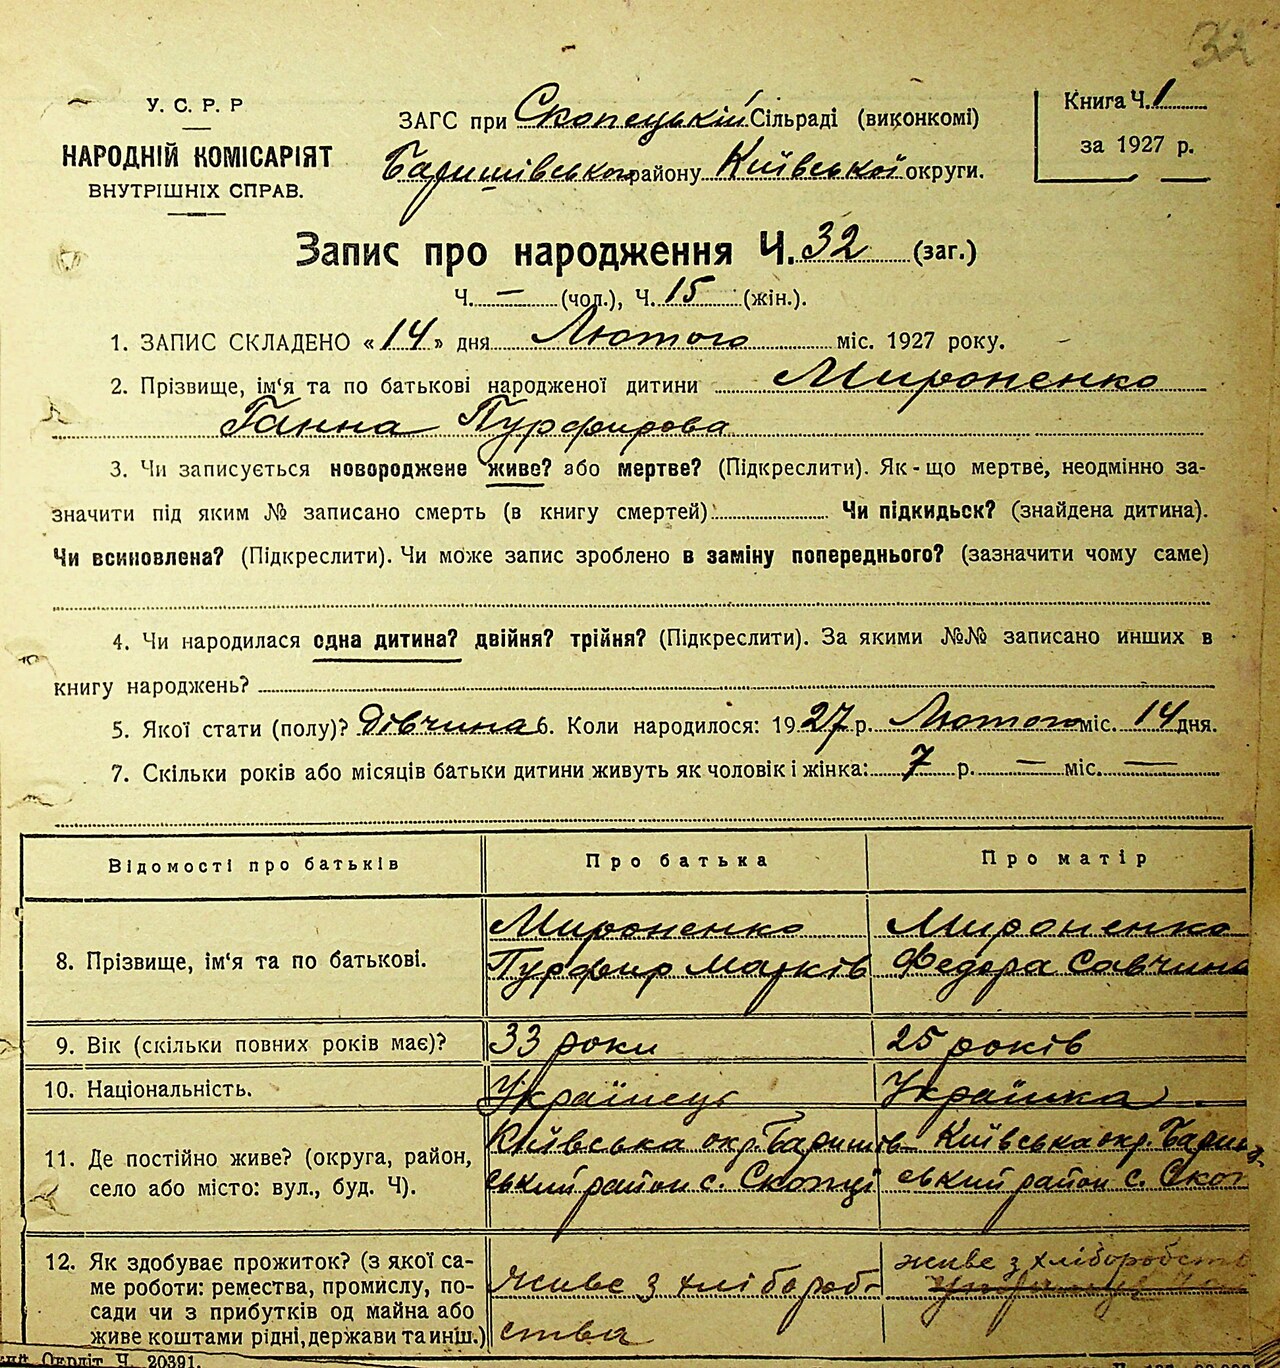 32
У. С. Р. Р
НАРОДНІЙ КОМІСАРІЯТ
ВНУТРІШНІХ СПРАВ.
ЗАГС при Скопецькій Сільраді (виконкомі)
Баришівського району Київської округи.
Книга Ч. 1
за 1927 р.
Запис про народження Ч. 32 (заг.)
Ч. — (чол.), Ч. 15 (жін.).
1. ЗАПИС СКЛАДЕНО «14» дня Лютого міс. 1927 року.
2. Прізвище, ім'я та по батькові народженої дитини Мироненко
Ганна Пурфирова
3. Чи записується новороджене живе? або мертве? (Підкреслити). Як-що мертве, неодмінно за-
значити під яким № записано смерть (в книгу смертей) Чи підкидьск? (знайдена дитина).
Чи всиновлена? (Підкреслити). Чи може запис зроблено в заміну попереднього? (зазначити чому саме)
4. Чи народилася одна дитина? двійня? трійня? (Підкреслити). За якими №№ записано инших в
книгу народжень?
5. Якої стати (полу)? дівчина 6. Коли народилося: 1927 р. Лютого міс. 14 дня.
7. Скільки років або місяців батьки дитини живуть як чоловік і жінка: 7 р. — міс. —
Відомості про батьків Про батька Про матір
8. Прізвище, ім'я та по батькові.
Мироненко
Пурфир Марків
Мироненко
Федора Савчина
9. Вік (скільки повних років має)? 33 роки 25 років
10. Національність. Українець Українка
11. Де постійно живе? (округа, район,
село або місто: вул., буд. Ч).
Київська окр. Баришів-
ський район с. Скопці
Київська окр. Бариш
ський район с. Скоп
12. Як здобуває прожиток? (з якої са-
ме роботи: ремества, промислу, по-
сади чи з прибутків од майна або
живе коштами рідні, держави та инш.)
живе з хлібороб-
ства
живе з хліборобств
Окрліт Ч. 20391.